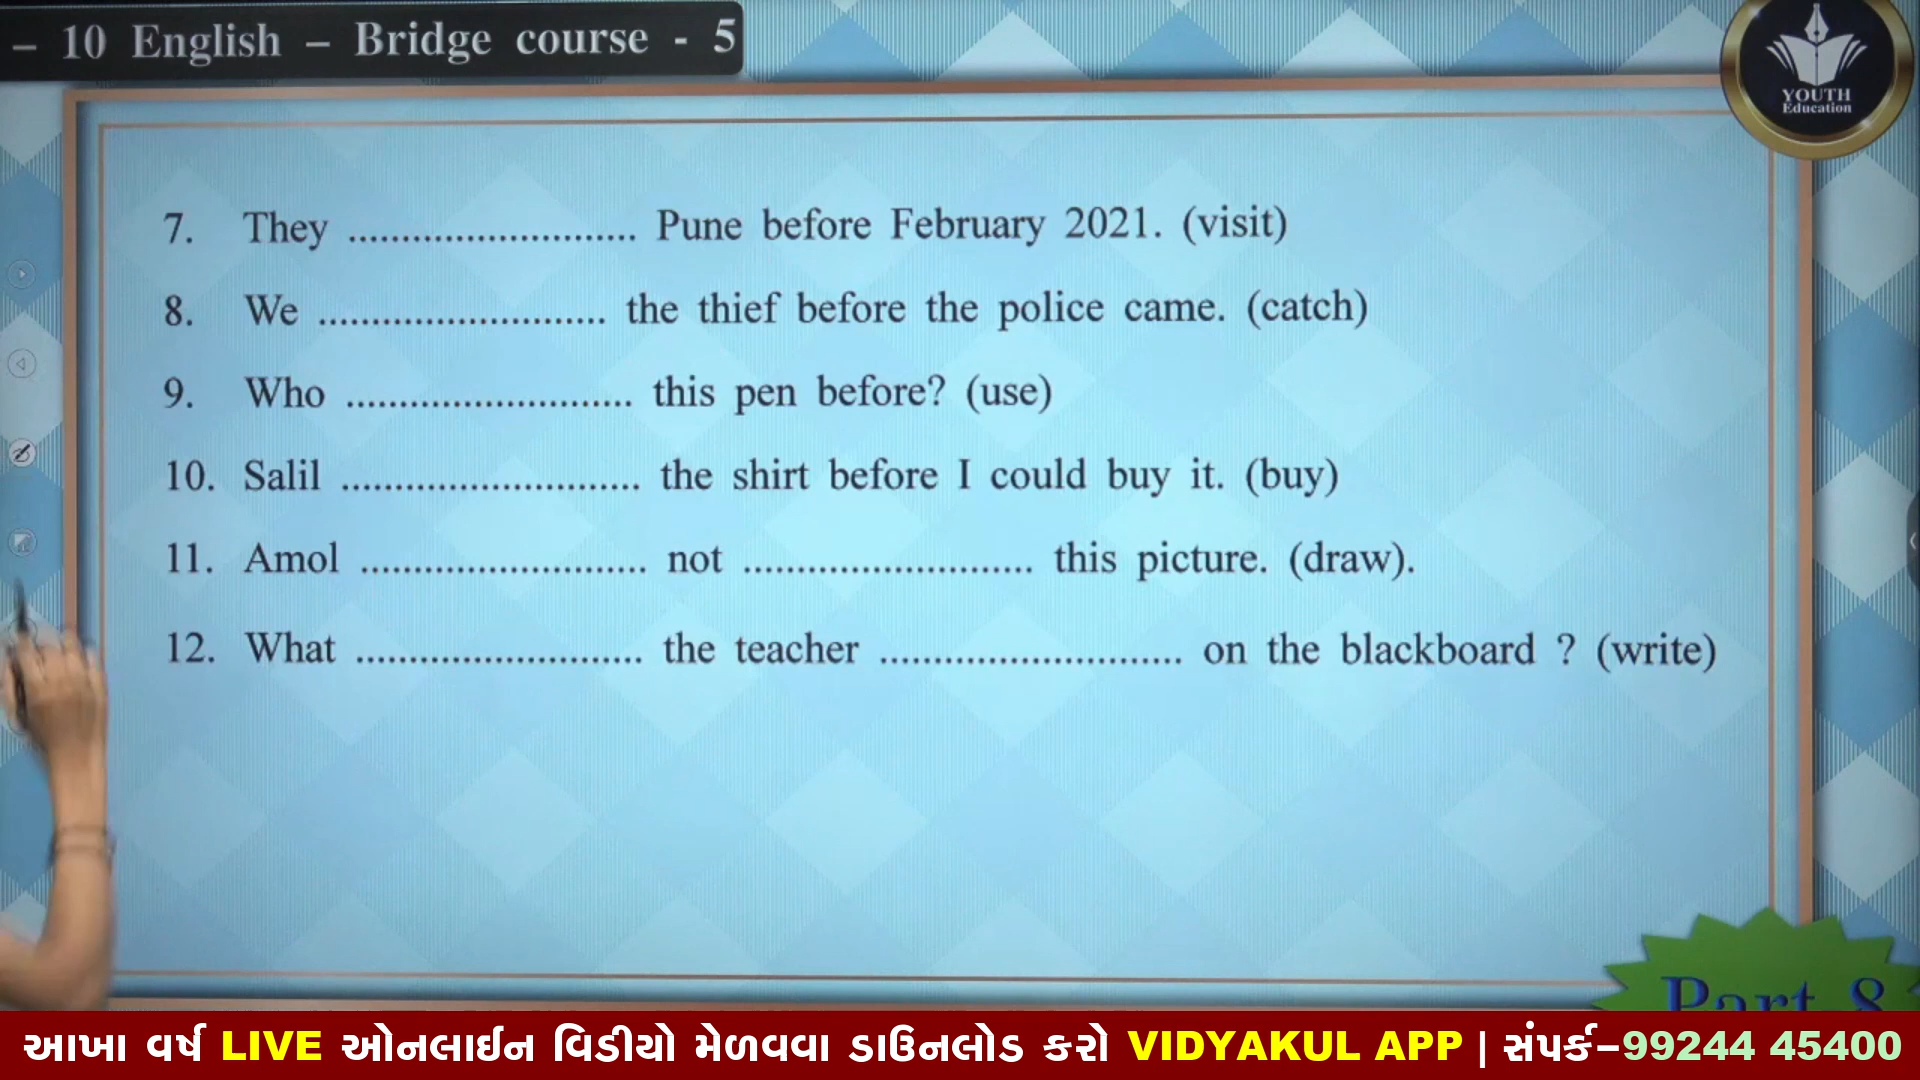 – 10 English – Bridge course - 5
YOUTH
Education
7. They ........................... Pune before February 2021. (visit)
8. We ........................... the thief before the police came. (catch)
9. Who ........................... this pen before? (use)
10. Salil ............................ the shirt before I could buy it. (buy)
11. Amol ........................... not ........................... this picture. (draw).
12. What ........................... the teacher ............................ on the blackboard ? (write)
Part 8
આખા વર્ષ LIVE ઓનલાઈન વિડીયો મેળવવા ડાઉનલોડ કરો VIDYAKUL APP | સંપર્ક–99244 45400